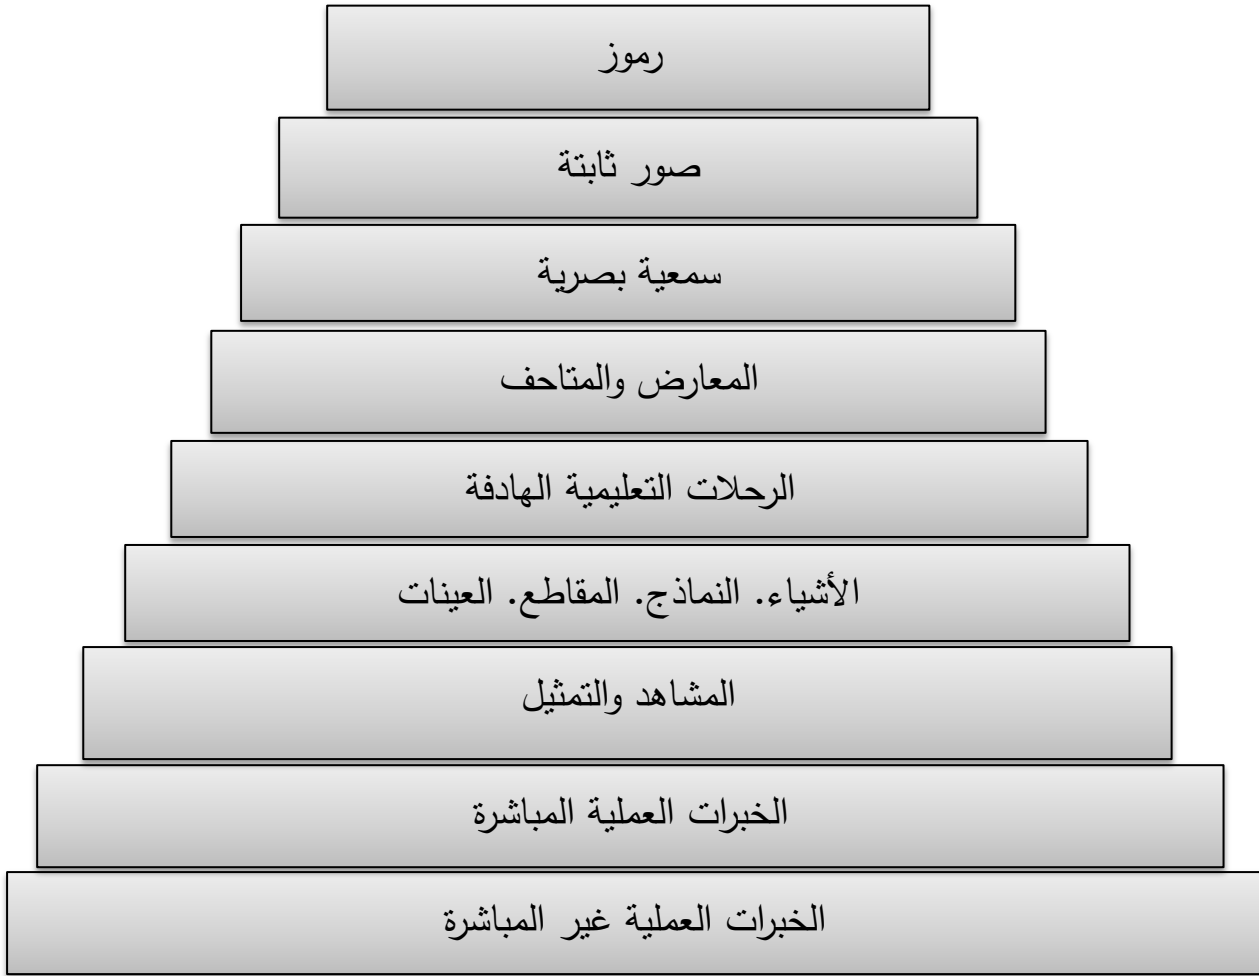 رموز
صور ثابتة
سمعية بصرية
المعارض والمتاحف
الرحلات التعليمية الهادفة
الأشياء. النماذج. المقاطع. العينات
المشاهد والتمثيل
الخبرات العملية المباشرة
الخبرات العملية غير المباشرة